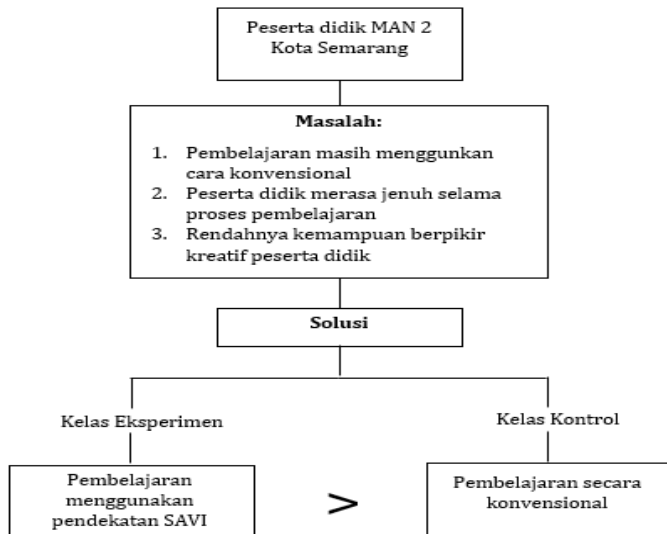 Peserta didik MAN 2
Kota Semarang
Masalah:
1. Pembelajaran masih menggunkan
cara konvensional
2. Peserta didik merasa jenuh selama
proses pembelajaran
3. Rendahnya kemampuan berpikir
kreatif peserta didik
Solusi
Kelas Eksperimen
Kelas Kontrol
Pembelajaran
menggunakan
pendekatan SAVI
>
Pembelajaran secara
konvensional